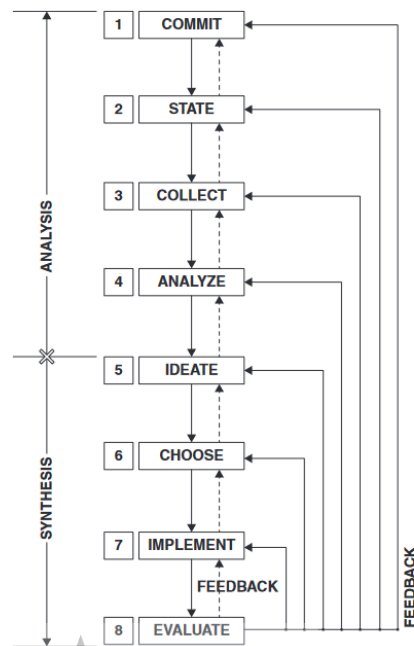 1 COMMIT
2 STATE
3 COLLECT
ANALYSIS
4 ANALYZE
5 IDEATE
6 CHOOSE
SYNTHESIS
7 IMPLEMENT
FEEDBACK
FEEDBACK
8 EVALUATE